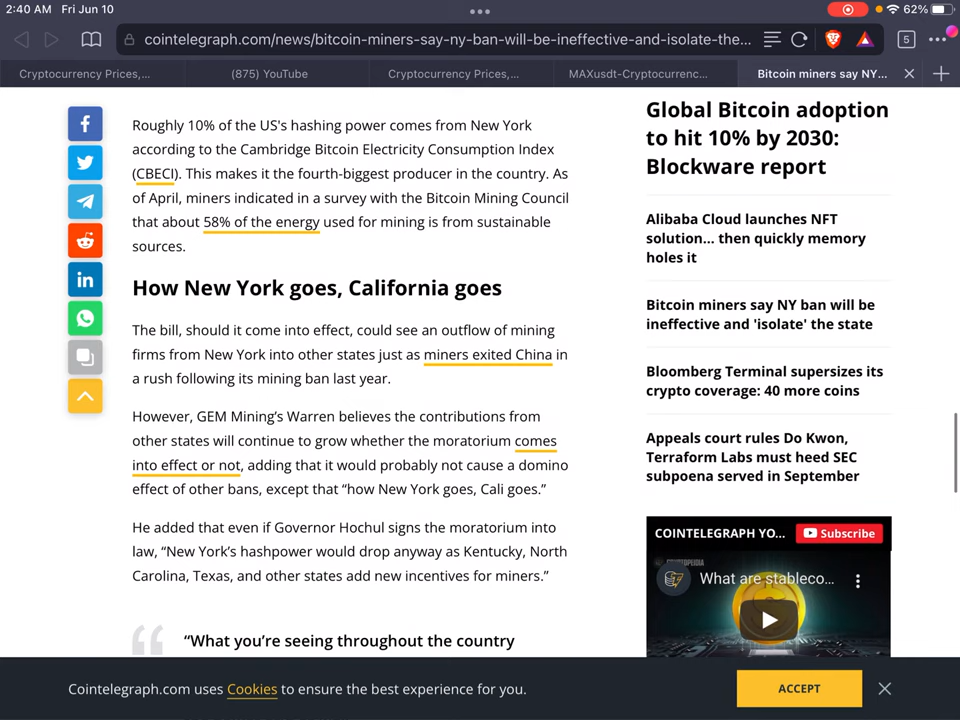 2:40 AM Fri Jun 10
62%
cointelegraph.com/news/bitcoin-miners-say-ny-ban-will-be-ineffective-and-isolate-the...
5
Cryptocurrency Prices,...
(875) YouTube
Cryptocurrency Prices,...
MAXusdt-Cryptocurrenc...
Bitcoin miners say NY...
Roughly 10% of the US's hashing power comes from New York
according to the Cambridge Bitcoin Electricity Consumption Index
(CBECI). This makes it the fourth-biggest producer in the country. As
of April, miners indicated in a survey with the Bitcoin Mining Council
that about 58% of the energy used for mining is from sustainable
sources.
How New York goes, California goes
The bill, should it come into effect, could see an outflow of mining
firms from New York into other states just as miners exited China in
a rush following its mining ban last year.
However, GEM Mining's Warren believes the contributions from
other states will continue to grow whether the moratorium comes
into effect or not, adding that it would probably not cause a domino
effect of other bans, except that “how New York goes, Cali goes.”
He added that even if Governor Hochul signs the moratorium into
law, “New York's hashpower would drop anyway as Kentucky, North
Carolina, Texas, and other states add new incentives for miners.”
“What you're seeing throughout the country
Global Bitcoin adoption
to hit 10% by 2030:
Blockware report
Alibaba Cloud launches NFT
solution... then quickly memory
holes it
Bitcoin miners say NY ban will be
ineffective and 'isolate' the state
Bloomberg Terminal supersizes its
crypto coverage: 40 more coins
Appeals court rules Do Kwon,
Terraform Labs must heed SEC
subpoena served in September
COINTELEGRAPH YO...
Subscribe
What are stableco...
Cointelegraph.com uses Cookies to ensure the best experience for you.
ACCEPT